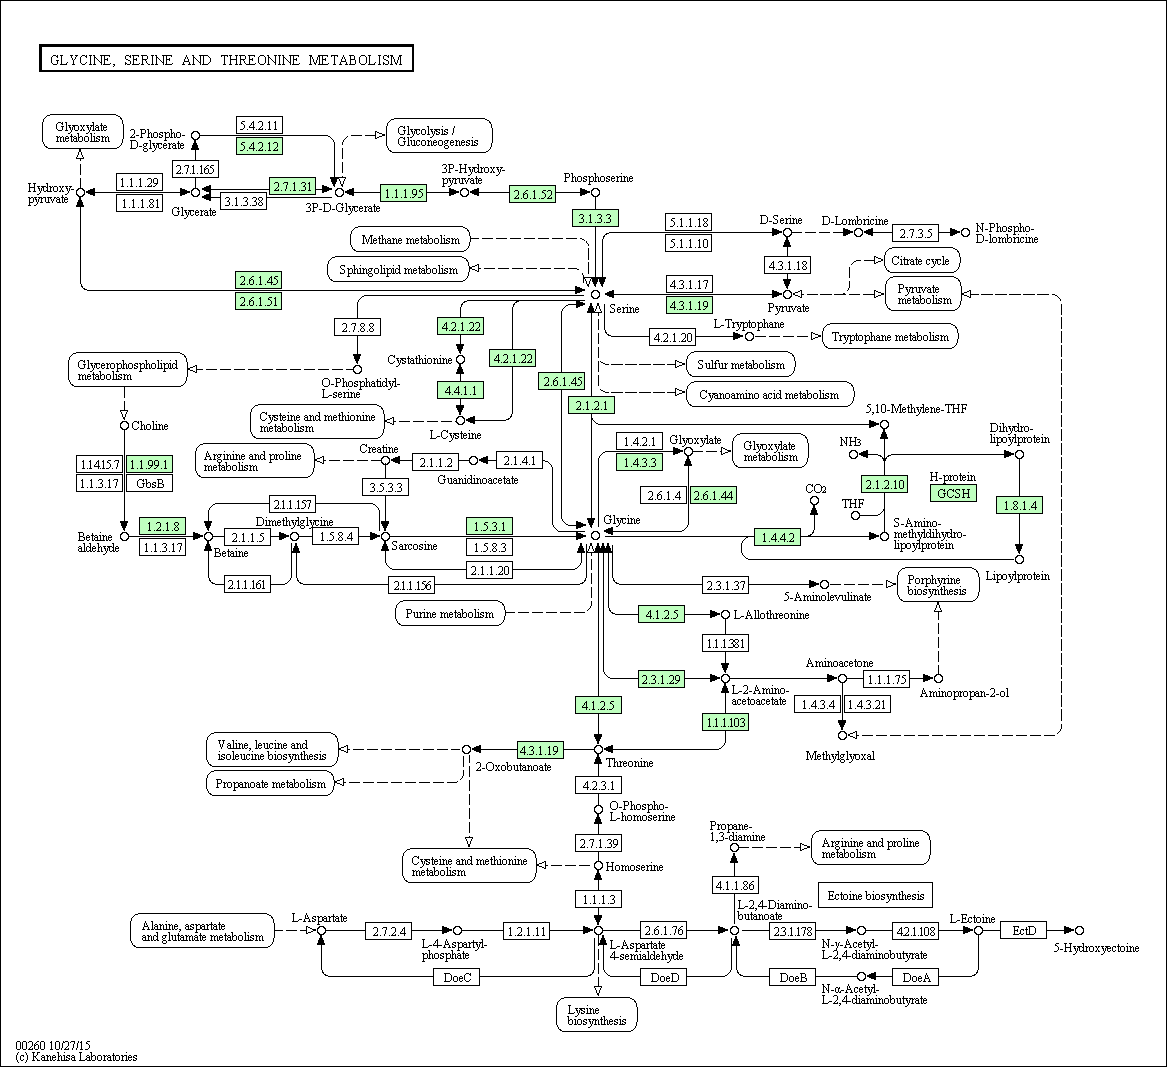 GLYCINE, SERINE AND THREONINE METABOLISM
Glyoxylate
metabolism
2-Phospho-
D-glycerate
5.4.2.11
5.4.2.12
Glycolysis /
Gluconeogenesis
2.7.1.165
3P-Hydroxy-
pyruvate
Phosphoserine
Hydroxy-
pyruvate
1.1.1.29
1.1.1.81
Glycerate
2.7.1.31
3.1.3.38
3P-D-Glycerate
1.1.1.95
2.6.1.52
3.1.3.3
Methane metabolism
Sphingolipid metabolism
5.1.1.18
5.1.1.10
D-Serine
D-Lombricine
2.7.3.5
N-Phospho-
D-lombricine
4.3.1.18
Citrate cycle
2.6.1.45
2.6.1.51
Serine
4.3.1.17
4.3.1.19
Pyruvate
Pyruvate
metabolism
2.7.8.8
4.2.1.22
4.2.1.20
L-Tryptophane
Tryptophane metabolism
Glycerophospholipid
metabolism
O-Phosphatidyl-
L-serine
Cystathionine
4.2.1.22
4.4.1.1
2.6.1.45
2.1.2.1
Sulfur metabolism
Cyanoamino acid metabolism
Choline
Cysteine and methionine
metabolism
L-Cysteine
5,10-Methylene-THF
Dihydro-
lipoylprotein
1.14.15.7
1.1.99.1
1.1.3.17
GbsB
Arginine and proline
metabolism
Creatine
2.1.1.2
Guanidinoacetate
2.1.4.1
3.5.3.3
1.4.2.1
1.4.3.3
Glyoxylate
Glyoxylate
metabolism
NH3
2.6.1.4
2.6.1.44
CO2
THF
2.1.2.10
H-protein
GCSH
1.8.1.4
Betaine
aldehyde
1.2.1.8
1.1.3.17
Betaine
2.1.1.157
Dimethylglycine
2.1.1.5
1.5.8.4
Sarcosine
1.5.3.1
1.5.8.3
2.1.1.20
Glycine
1.4.4.2
S-Amino-
methyldihydro-
lipoylprotein
Lipoylprotein
2.1.1.161
2.1.1.156
Purine metabolism
2.3.1.37
5-Aminolevulinate
Porphyrine
biosynthesis
4.1.2.5
L-Allothreonine
1.1.1.381
2.3.1.29
L-2-Amino-
acetoacetate
Aminoacetone
1.1.1.75
Aminopropan-2-ol
1.4.3.4
1.4.3.21
Methylglyoxal
4.1.2.5
1.1.1.103
Valine, leucine and
isoleucine biosynthesis
2-Oxobutanoate
4.3.1.19
Threonine
Propanoate metabolism
4.2.3.1
O-Phospho-
L-homoserine
2.7.1.39
Cysteine and methionine
metabolism
Homoserine
1.1.1.3
Propane-
1,3-diamine
Arginine and proline
metabolism
4.1.1.86
Ectoine biosynthesis
Alanine, aspartate
and glutamate metabolism
L-Aspartate
2.7.2.4
L-4-Aspartyl-
phosphate
1.2.1.11
L-Aspartate
4-semialdehyde
2.6.1.76
L-2,4-Diamino-
butanoate
2.3.1.178
N-γ-Acetyl-
L-2,4-diaminobutyrate
4.2.1.108
L-Ectoine
EctD
5-Hydroxyectoine
DoeC
DoeD
DoeB
N-α-Acetyl-
L-2,4-diaminobutyrate
DoeA
Lysine
biosynthesis
00260 10/27/15
(c) Kanehisa Laboratories